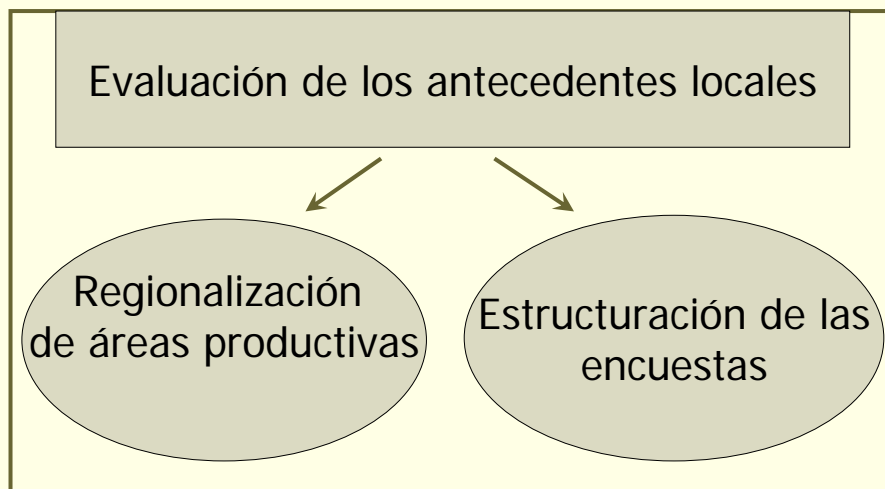 Evaluación de los antecedentes locales
Regionalización
de áreas productivas
Estructuración de las
encuestas